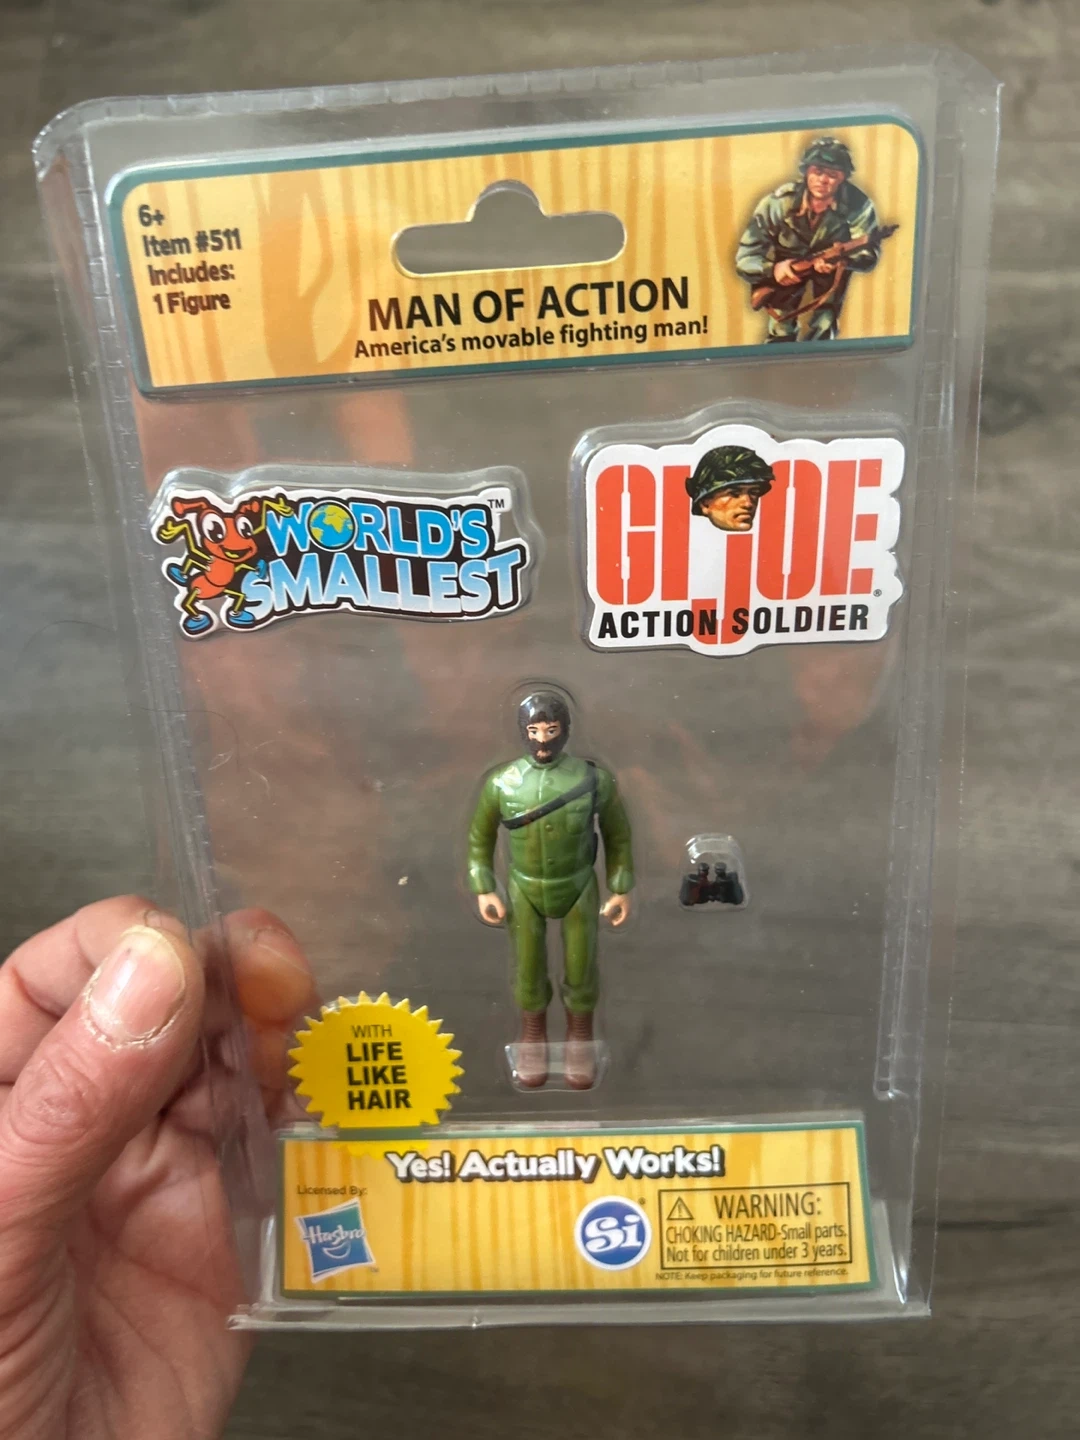 6+
Item #511
Includes:
1 Figure
MAN OF ACTION
America's movable fighting man!
WORLD'S™
SMALLEST
GI JOE®
ACTION SOLDIER
WITH
LIFE
LIKE
HAIR
Yes! Actually Works!
Licensed By:
Hasbro
Si®
⚠ WARNING:
CHOKING HAZARD-Small parts.
Not for children under 3 years.
NOTE: Keep packaging for future reference.